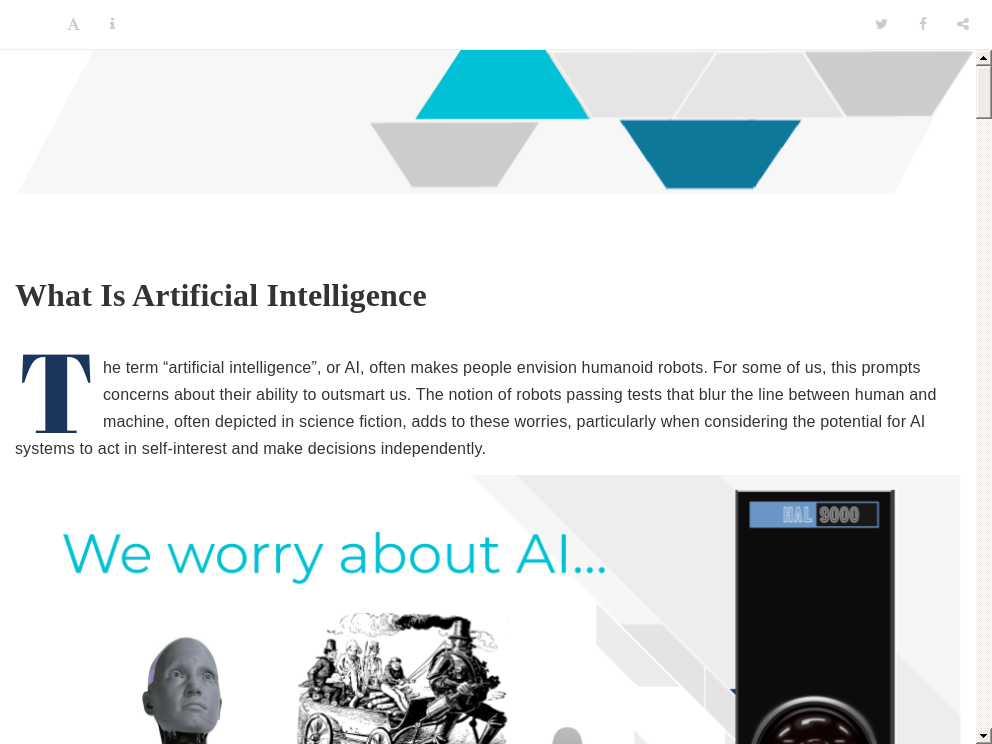 A
What Is Artificial Intelligence
The term “artificial intelligence”, or AI, often makes people envision humanoid robots. For some of us, this prompts
concerns about their ability to outsmart us. The notion of robots passing tests that blur the line between human and
machine, often depicted in science fiction, adds to these worries, particularly when considering the potential for AI
systems to act in self-interest and make decisions independently.
HAL 9000
We worry about AI...